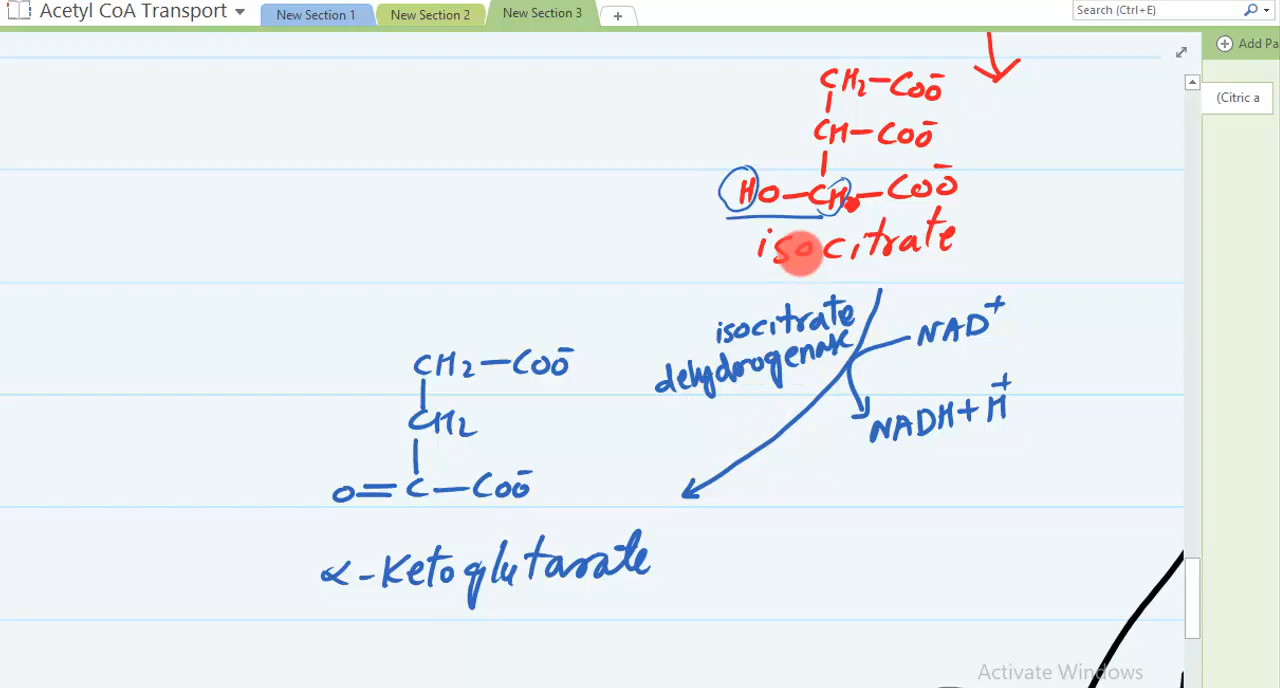 Acetyl CoA Transport
New Section 1
New Section 2
New Section 3
+
Search (Ctrl+E)
Add Pa
(Citric a
CH2-COO-
CH-COO-
HO-CH-COO-
isocitrate
isocitrate
dehydrogenase
NAD+
NADH+H+
CH2-COO-
CH2
O=C-COO-
α-Ketoglutarate
Activate Windows